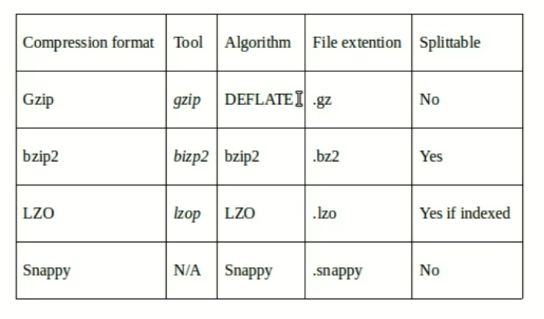 Compression format Tool Algorithm File extention Splittable
Gzip gzip DEFLATE .gz No
bzip2 bizp2 bzip2 .bz2 Yes
LZO lzop LZO .lzo Yes if indexed
Snappy N/A Snappy .snappy No